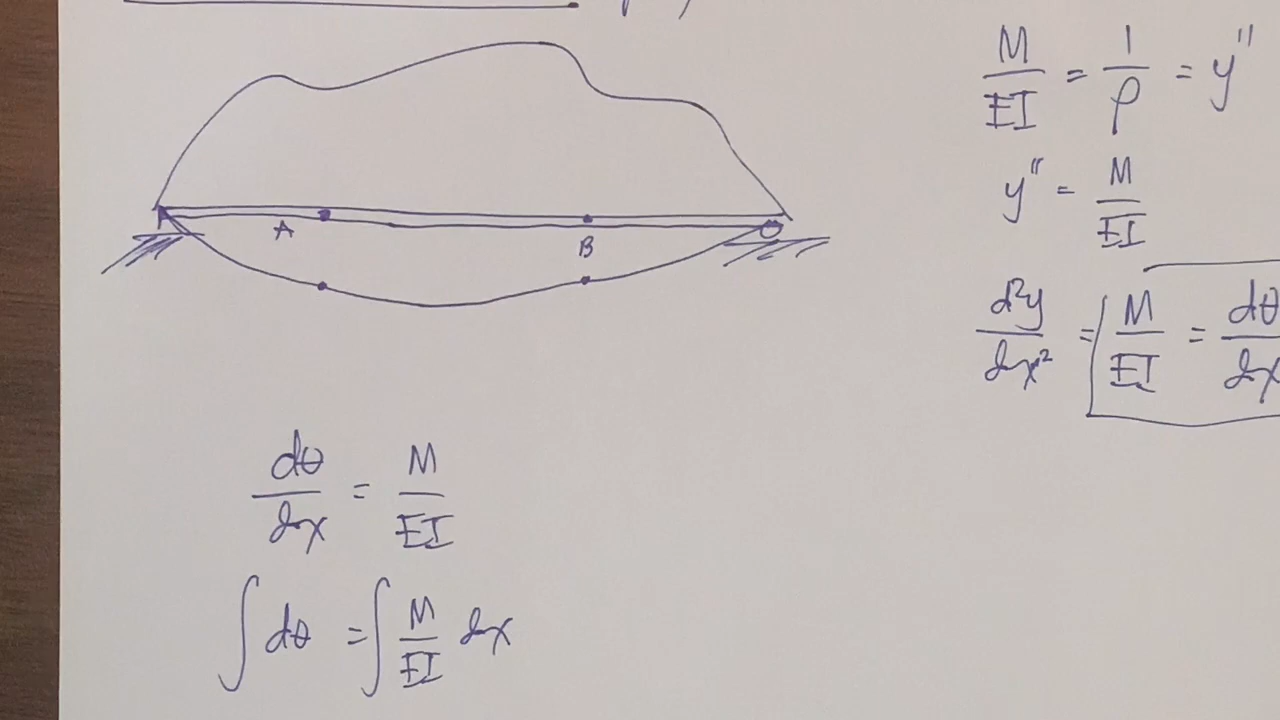 M/EI = 1/ρ = y"
y" = M/EI
A
B
d²y/dx² = M/EI = dθ/dx
dθ/dx = M/EI
∫ dθ = ∫ M/EI dx